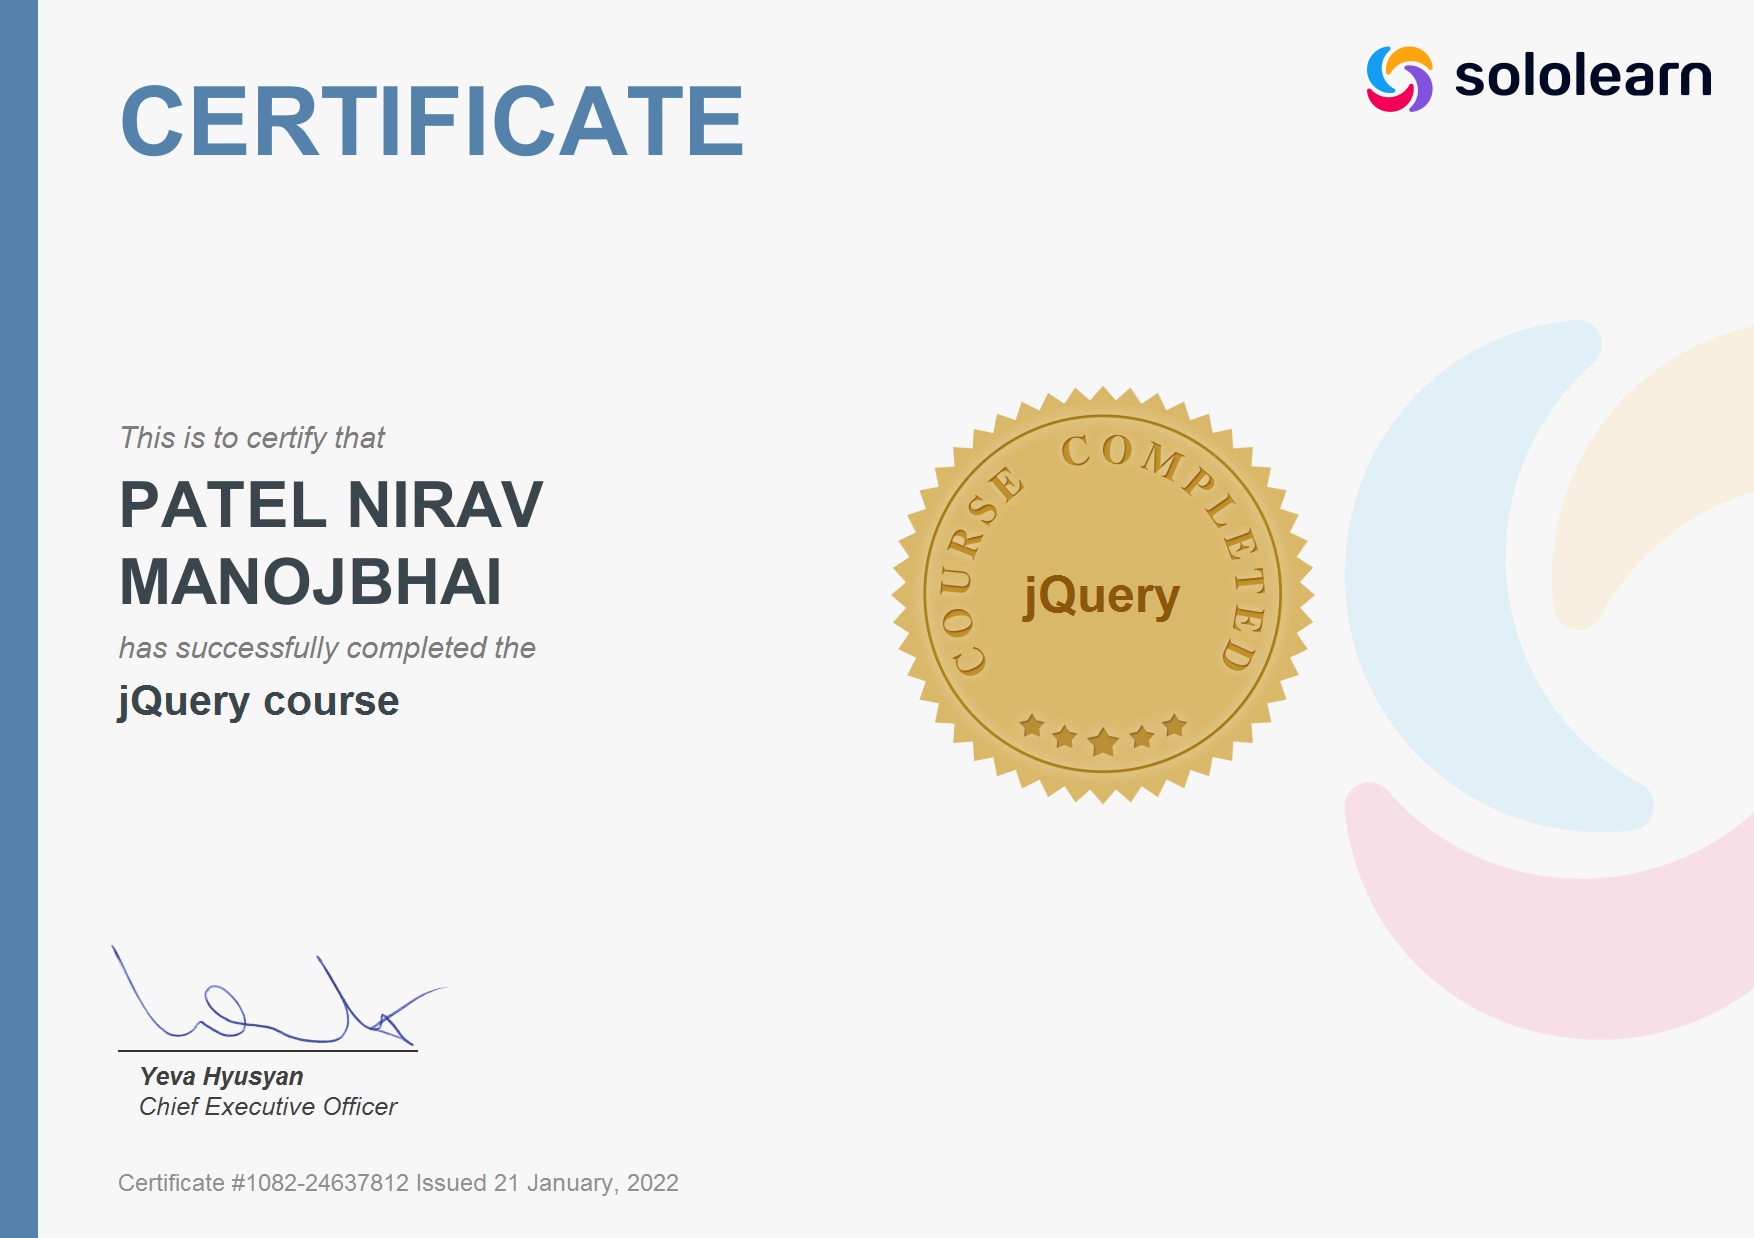 CERTIFICATE
sololearn
This is to certify that
PATEL NIRAV
MANOJBHAI
has successfully completed the
jQuery course
COURSE COMPLETED
jQuery
Yeva Hyusyan
Chief Executive Officer
Certificate #1082-24637812 Issued 21 January, 2022